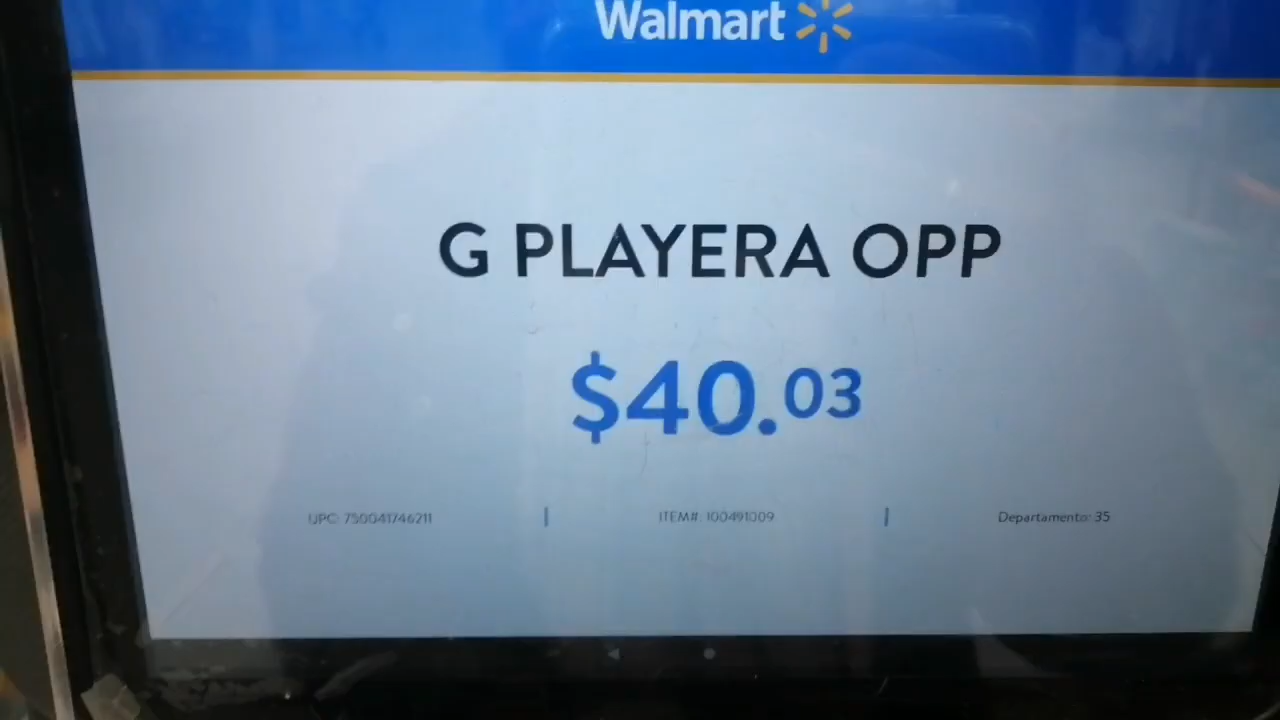 Walmart
G PLAYERA OPP
$40.03
UPC: 750041746211 | ITEM#: 100491009 | Departamento: 35